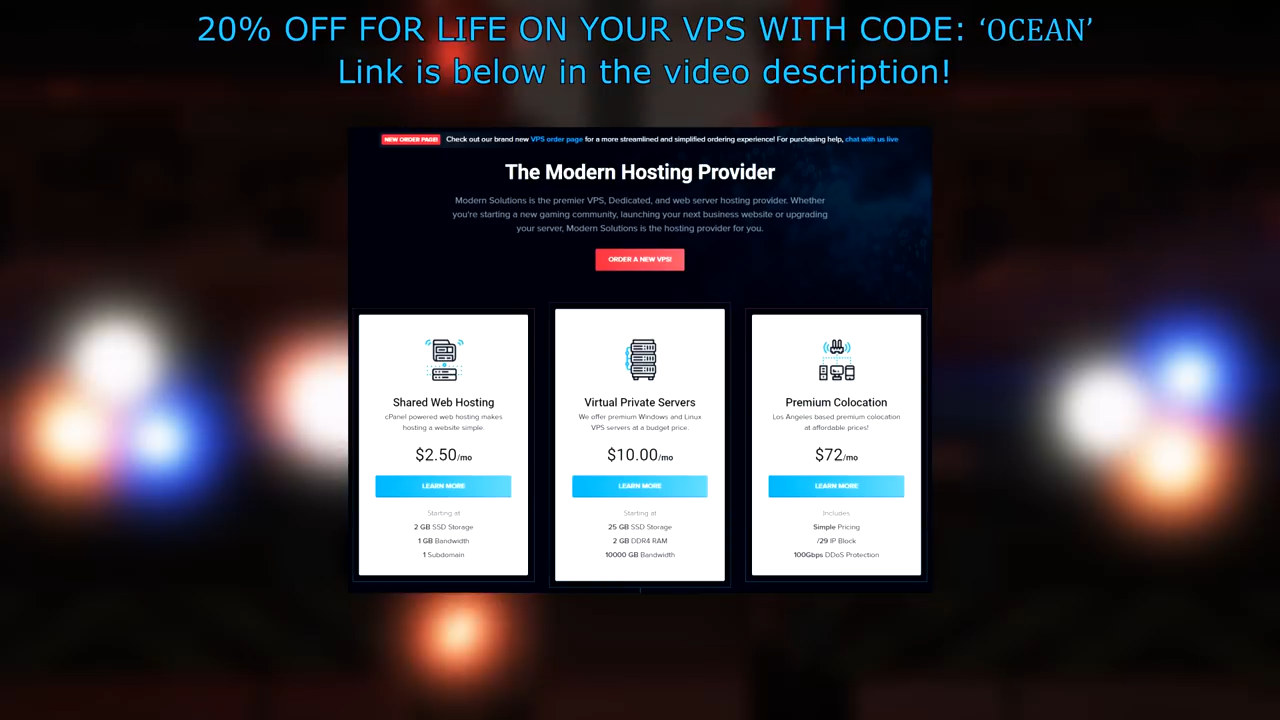 20% OFF FOR LIFE ON YOUR VPS WITH CODE: ‘OCEAN’
Link is below in the video description!
NEW ORDER PAGE! Check out our brand new VPS order page for a more streamlined and simplified ordering experience! For purchasing help, chat with us live
The Modern Hosting Provider
Modern Solutions is the premier VPS, Dedicated, and web server hosting provider. Whether
you're starting a new gaming community, launching your next business website or upgrading
your server, Modern Solutions is the hosting provider for you.
ORDER A NEW VPS!
Shared Web Hosting
cPanel powered web hosting makes
hosting a website simple.
$2.50/mo
LEARN MORE
Starting at
2 GB SSD Storage
1 GB Bandwidth
1 Subdomain
Virtual Private Servers
We offer premium Windows and Linux
VPS servers at a budget price.
$10.00/mo
LEARN MORE
Starting at
25 GB SSD Storage
2 GB DDR4 RAM
10000 GB Bandwidth
Premium Colocation
Los Angeles based premium colocation
at affordable prices!
$72/mo
LEARN MORE
Includes
Simple Pricing
/29 IP Block
100Gbps DDoS Protection